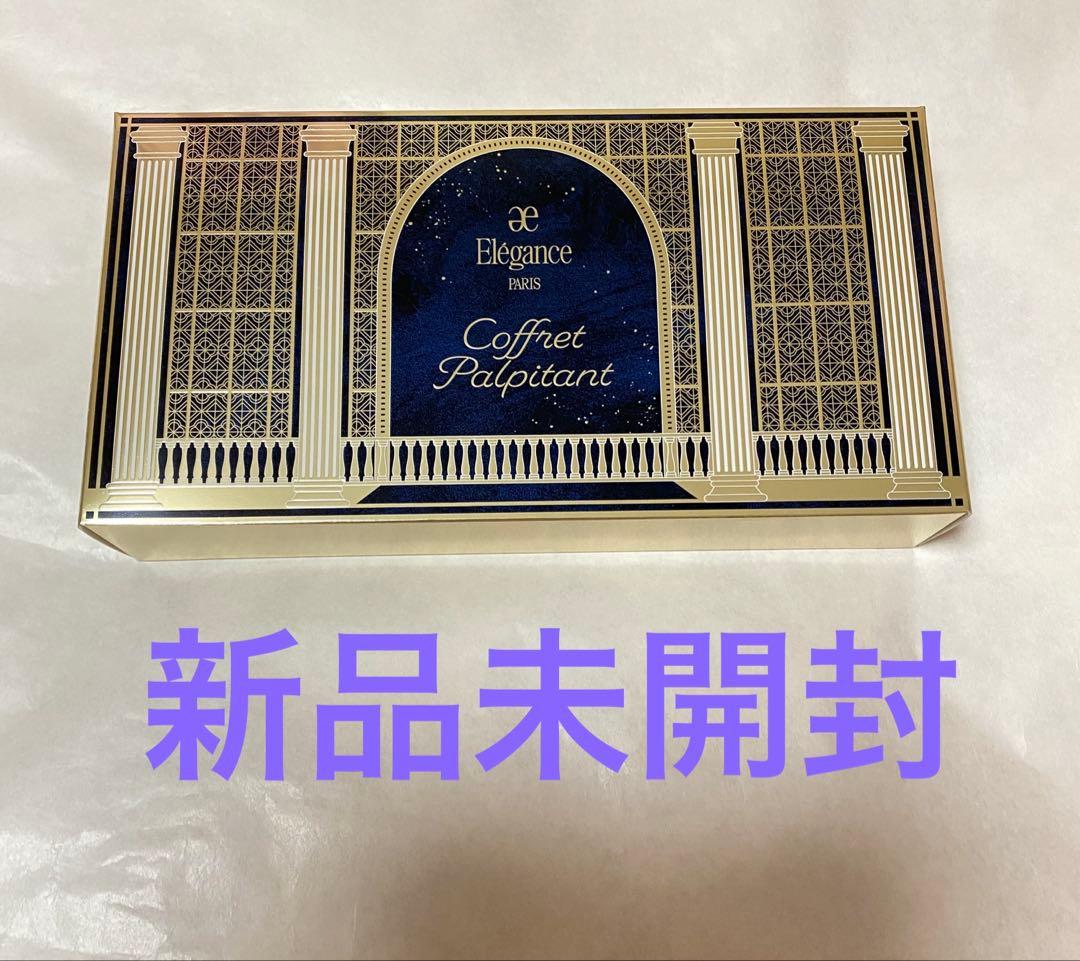 æ
Elégance
PARIS
Coffret
Palpitant
新品未開封